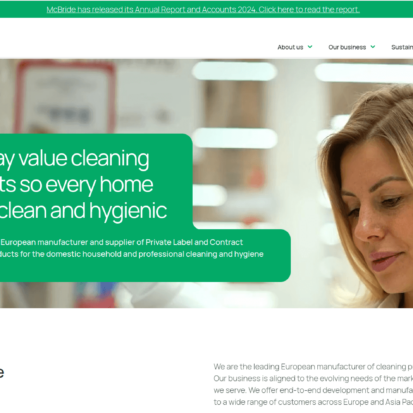 McBride has released its Annual Report and Accounts 2024. Click here to read the report.
About us
Our business
ay value cleaning
ts so every home
clean and hygienic
European manufacturer and supplier of Private Label and Contract
ducts for the domestic household and professional cleaning and hygiene
e
We are the leading European manufacturer of cleaning p
Our business is aligned to the evolving needs of the mar
we serve. We offer end-to-end development and manufa
to a wide range of customers across Europe and Asia Pac